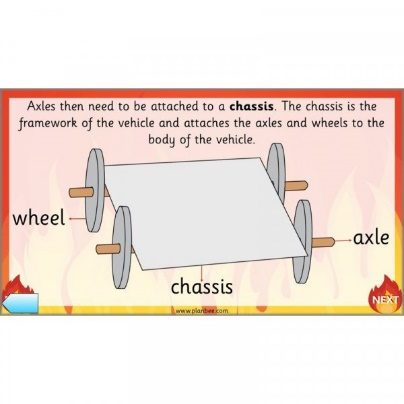 Axles then need to be attached to a chassis. The chassis is the
framework of the vehicle and attaches the axles and wheels to the
body of the vehicle.
wheel
axle
chassis
www.planbee.com
NEXT